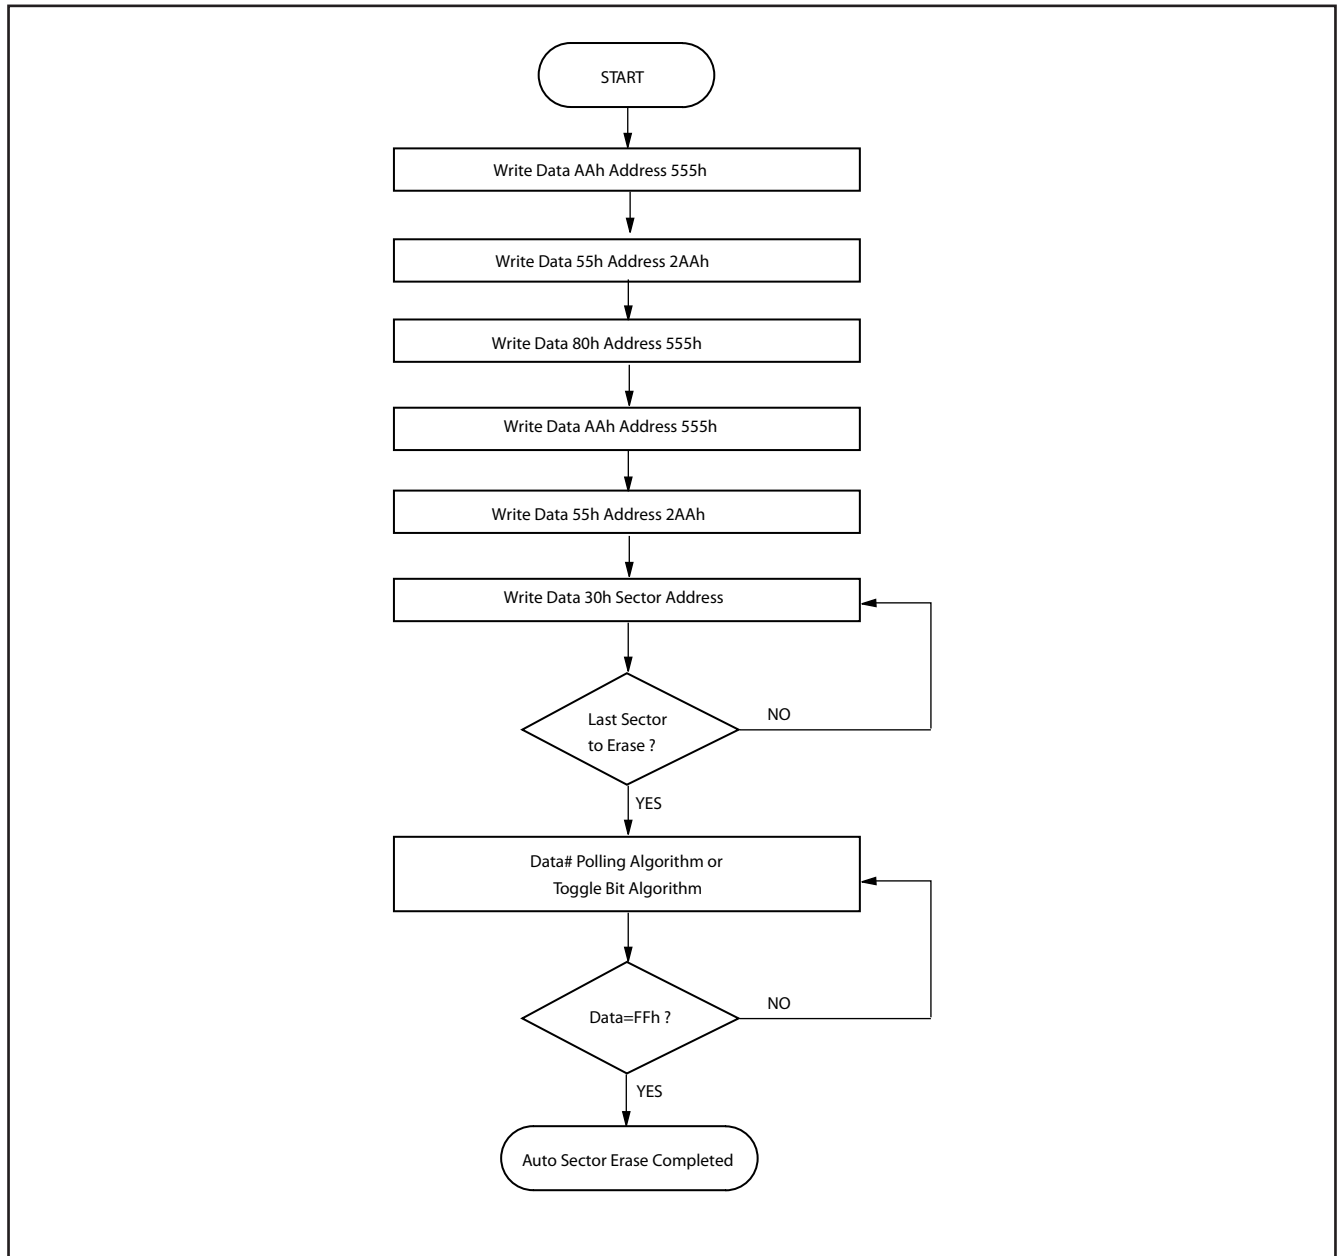 START
Write Data AAh Address 555h
Write Data 55h Address 2AAh
Write Data 80h Address 555h
Write Data AAh Address 555h
Write Data 55h Address 2AAh
Write Data 30h Sector Address
Last Sector
to Erase ?
NO
YES
Data# Polling Algorithm or
Toggle Bit Algorithm
Data=FFh ?
NO
YES
Auto Sector Erase Completed